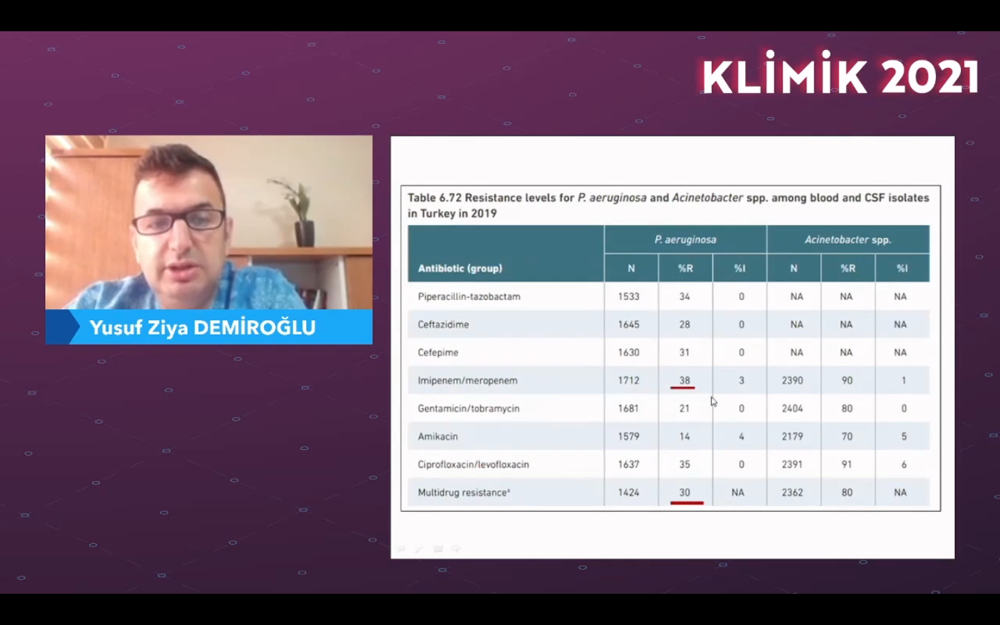 KLİMİK 2021
Yusuf Ziya DEMİROĞLU
Table 6.72 Resistance levels for P. aeruginosa and Acinetobacter spp. among blood and CSF isolates
in Turkey in 2019
P. aeruginosa Acinetobacter spp.
Antibiotic (group) N %R %I N %R %I
Piperacillin-tazobactam 1533 34 0 NA NA NA
Ceftazidime 1645 28 0 NA NA NA
Cefepime 1630 31 0 NA NA NA
Imipenem/meropenem 1712 38 3 2390 90 1
Gentamicin/tobramycin 1681 21 0 2404 80 0
Amikacin 1579 14 4 2179 70 5
Ciprofloxacin/levofloxacin 1637 35 0 2391 91 6
Multidrug resistanceᵃ 1424 30 NA 2362 80 NA